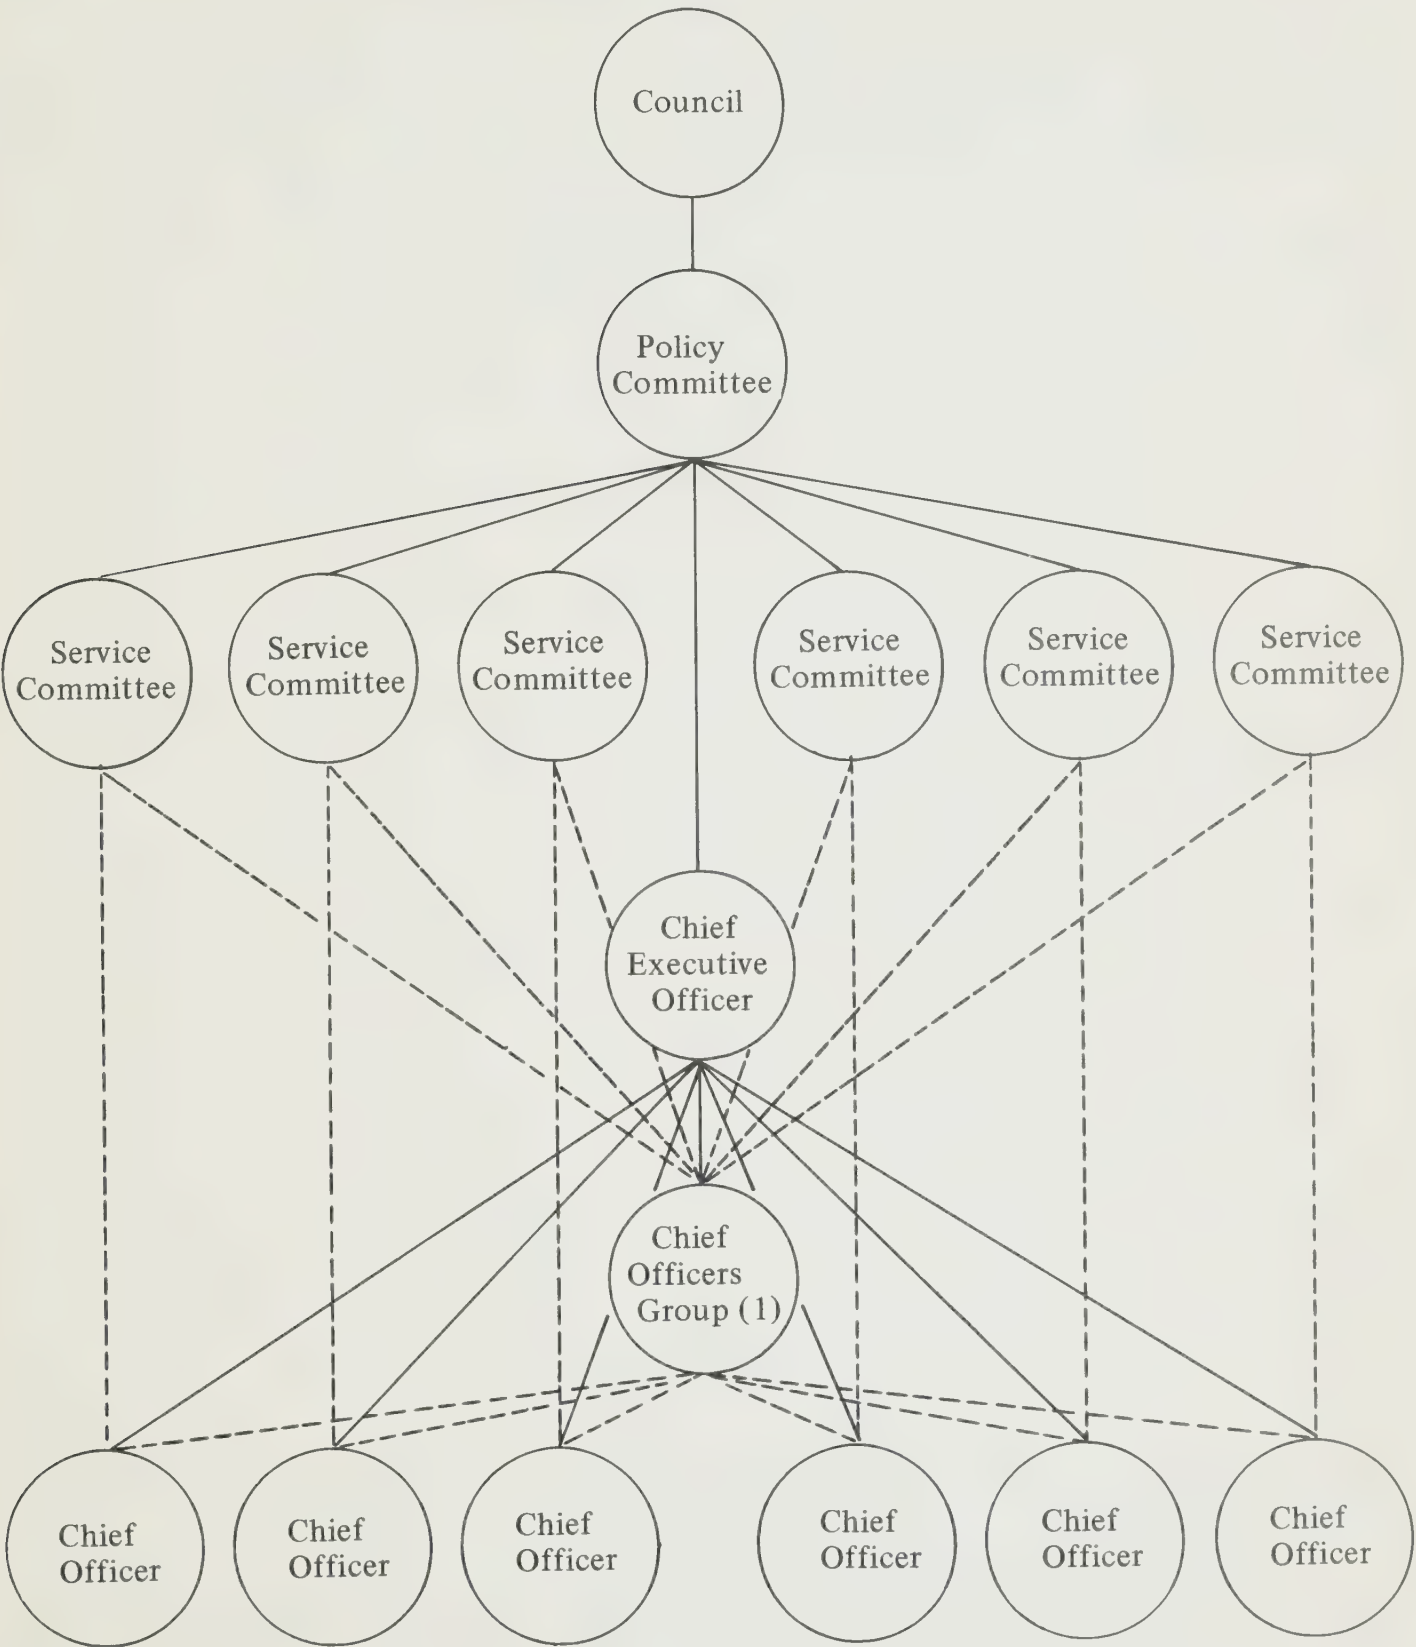 Council
Policy
Committee
Service
Committee
Service
Committee
Service
Committee
Service
Committee
Service
Committee
Service
Committee
Chief
Executive
Officer
Chief
Officers
Group (1)
Chief
Officer
Chief
Officer
Chief
Officer
Chief
Officer
Chief
Officer
Chief
Officer